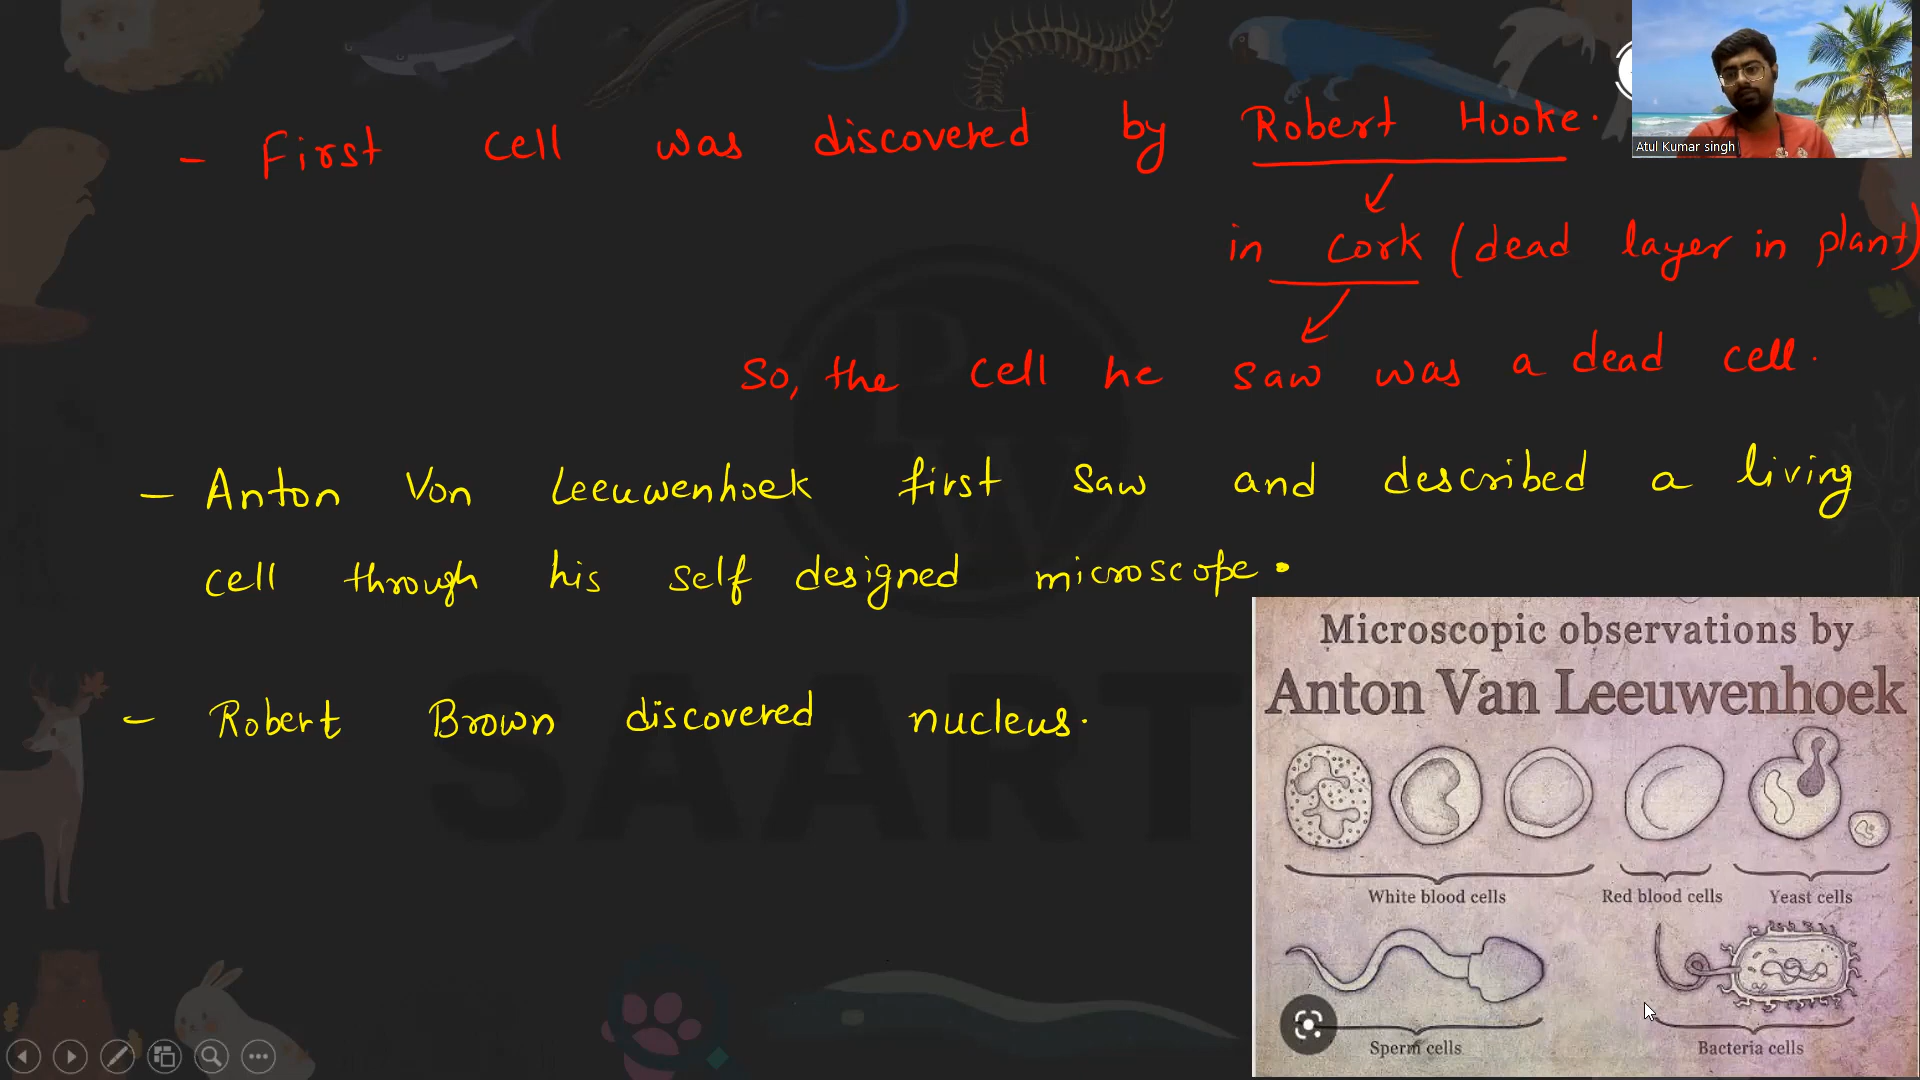 - First cell was discovered by Robert Hooke.
in cork (dead layer in plant)
So, the cell he saw was a dead cell.
- Anton Von Leeuwenhoek first saw and described a living
cell through his self designed microscope.
- Robert Brown discovered nucleus.
Atul Kumar singh
PW
SAARTHI
Microscopic observations by
Anton Van Leeuwenhoek
White blood cells
Red blood cells
Yeast cells
Sperm cells
Bacteria cells